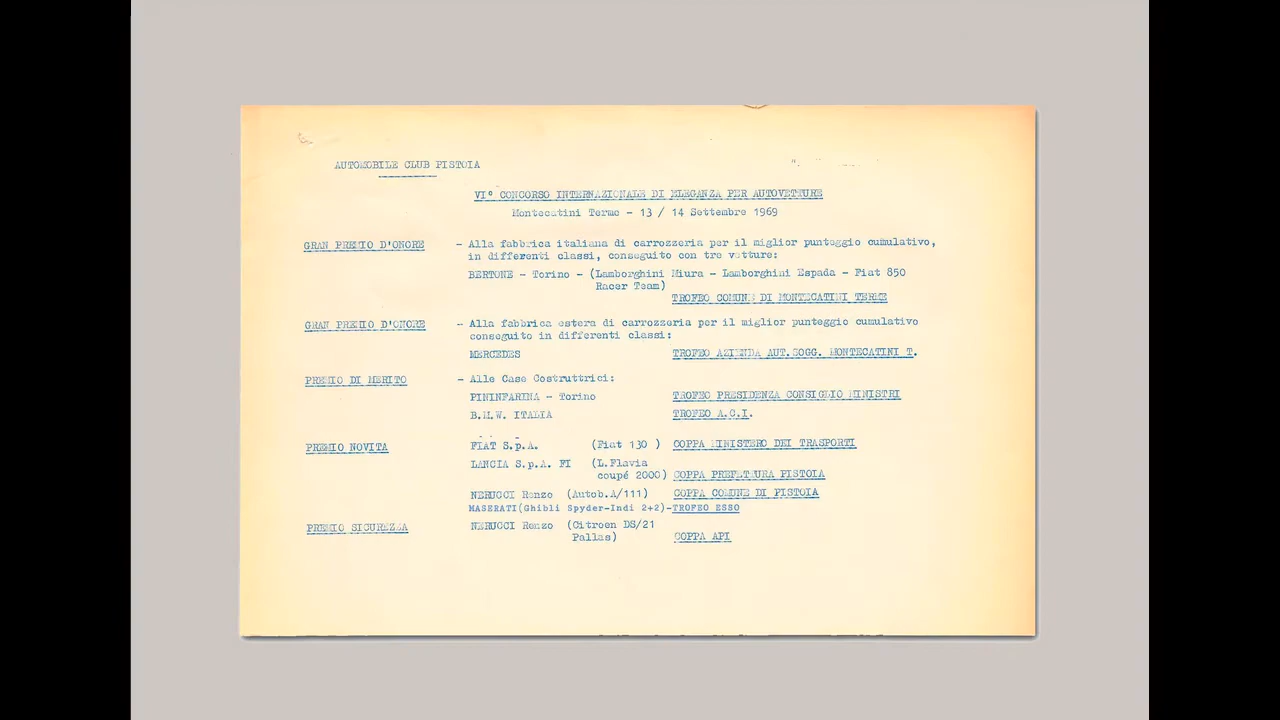 AUTOMOBILE CLUB PISTOIA
VI° CONCORSO INTERNAZIONALE DI ELEGANZA PER AUTOVETTURE
Montecatini Terme - 13 / 14 Settembre 1969
GRAN PREMIO D'ONORE - Alla fabbrica italiana di carrozzeria per il miglior punteggio cumulativo,
in differenti classi, conseguito con tre vetture:
BERTONE - Torino - (Lamborghini Miura - Lamborghini Espada - Fiat 850
Racer Team)
TROFEO COMUNE DI MONTECATINI TERME
GRAN PREMIO D'ONORE - Alla fabbrica estera di carrozzeria per il miglior punteggio cumulativo
conseguito in differenti classi:
MERCEDES TROFEO AZIENDA AUT.SOGG. MONTECATINI T.
PREMIO DI MERITO - Alle Case Costruttrici:
PININFARINA - Torino TROFEO PRESIDENZA CONSIGLIO MINISTRI
B.M.W. ITALIA TROFEO A.C.I.
PREMIO NOVITA FIAT S.p.A. (Fiat 130 ) COPPA MINISTERO DEI TRASPORTI
LANCIA S.p.A. FI (L.Flavia
coupé 2000) COPPA PREFETTURA PISTOIA
NERUCCI Renzo (Autob.A/111) COPPA COMUNE DI PISTOIA
MASERATI(Ghibli Spyder-Indi 2+2)-TROFEO ESSO
PREMIO SICUREZZA NERUCCI Renzo (Citroen DS/21
Pallas) COPPA API